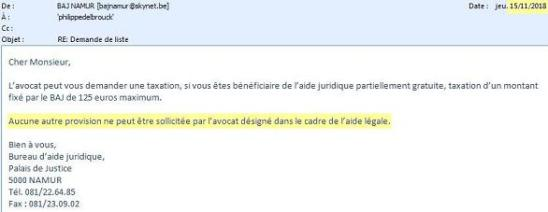 De : BAJ NAMUR [bajnamur@skynet.be] Date : jeu. 15/11/2018
À : 'philippedelbrouck'
Cc :
Objet : RE: Demande de liste
Cher Monsieur,
L'avocat peut vous demander une taxation, si vous êtes bénéficiaire de l'aide juridique partiellement gratuite, taxation d'un montant
fixé par le BAJ de 125 euros maximum.
Aucune autre provision ne peut être sollicitée par l'avocat désigné dans le cadre de l'aide légale.
Bien à vous,
Bureau d'aide juridique,
Palais de Justice
5000 NAMUR
Tél. 081/22.64.85
Fax : 081/23.09.02